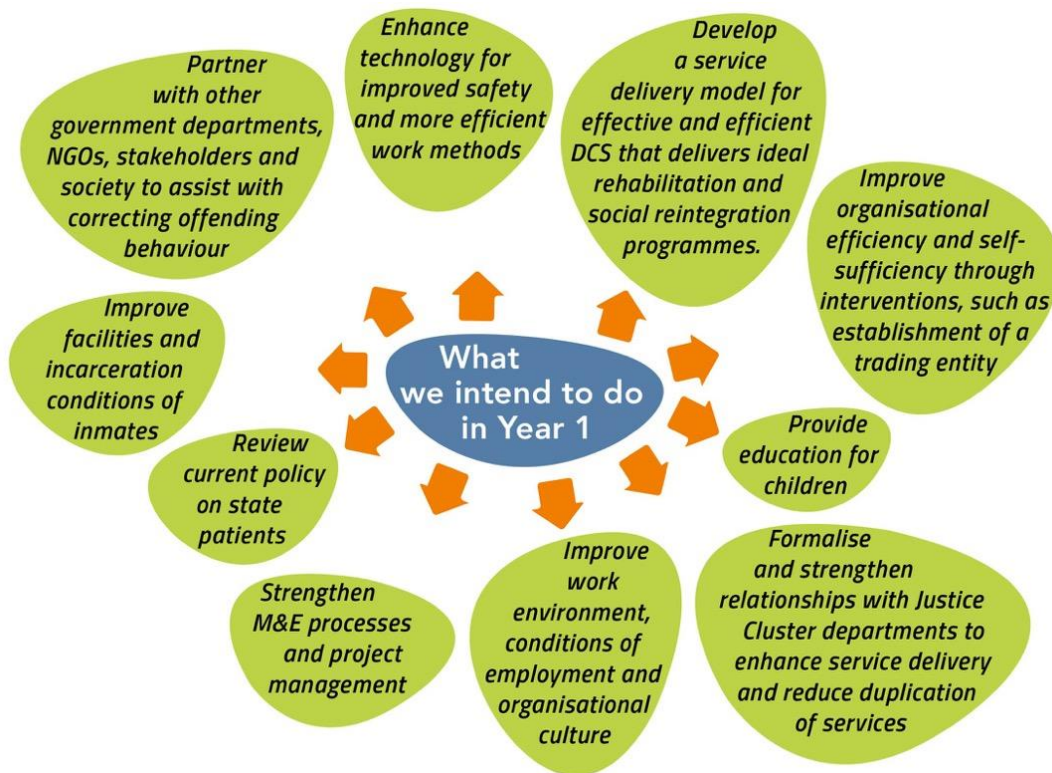 Partner
with other
government departments,
NGOs, stakeholders and
society to assist with
correcting offending
behaviour
Enhance
technology for
improved safety
and more efficient
work methods
Develop
a service
delivery model for
effective and efficient
DCS that delivers ideal
rehabilitation and
social reintegration
programmes.
Improve
organisational
efficiency and self-
sufficiency through
interventions, such as
establishment of a
trading entity
Improve
facilities and
incarceration
conditions of
inmates
What
we intend to do
in Year 1
Provide
education for
children
Review
current policy
on state
patients
Strengthen
M&E processes
and project
management
Improve
work
environment,
conditions of
employment and
organisational
culture
Formalise
and strengthen
relationships with Justice
Cluster departments to
enhance service delivery
and reduce duplication
of services